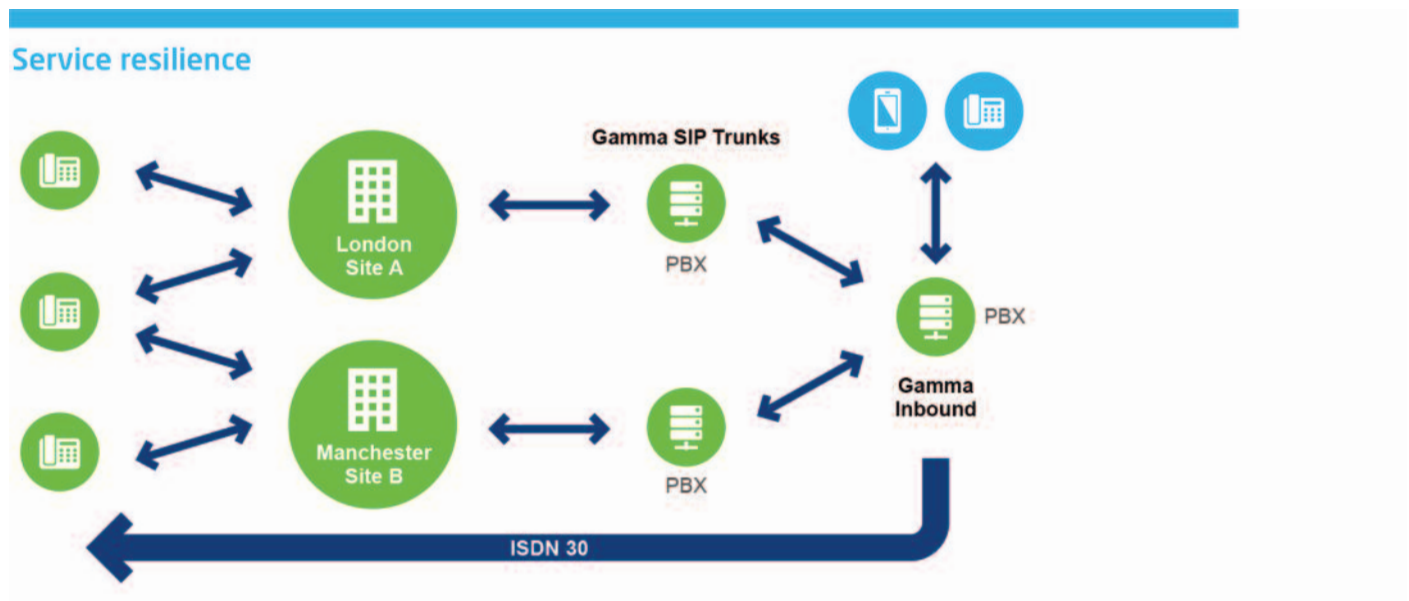 Service resilience
Gamma SIP Trunks
London
Site A
PBX
PBX
Gamma
Inbound
Manchester
Site B
PBX
ISDN 30